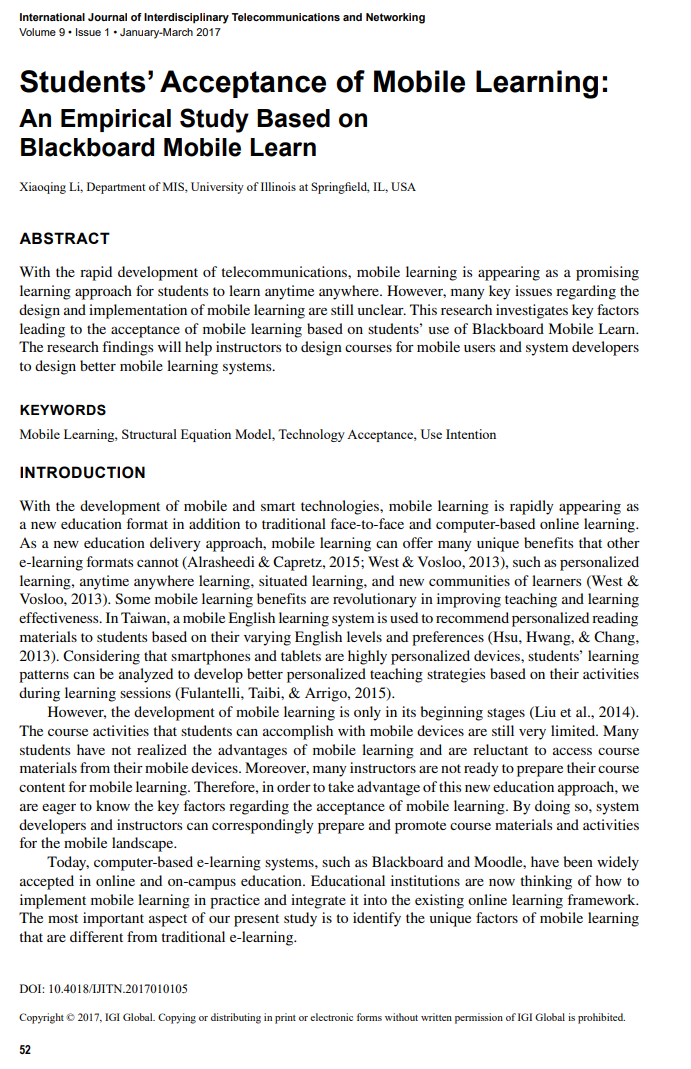 International Journal of Interdisciplinary Telecommunications and Networking
Volume 9 • Issue 1 • January-March 2017
Students’ Acceptance of Mobile Learning:
An Empirical Study Based on
Blackboard Mobile Learn
Xiaoqing Li, Department of MIS, University of Illinois at Springfield, IL, USA
ABSTRACT
With the rapid development of telecommunications, mobile learning is appearing as a promising
learning approach for students to learn anytime anywhere. However, many key issues regarding the
design and implementation of mobile learning are still unclear. This research investigates key factors
leading to the acceptance of mobile learning based on students’ use of Blackboard Mobile Learn.
The research findings will help instructors to design courses for mobile users and system developers
to design better mobile learning systems.
KEYWORDS
Mobile Learning, Structural Equation Model, Technology Acceptance, Use Intention
INTRODUCTION
With the development of mobile and smart technologies, mobile learning is rapidly appearing as
a new education format in addition to traditional face-to-face and computer-based online learning.
As a new education delivery approach, mobile learning can offer many unique benefits that other
e-learning formats cannot (Alrasheedi & Capretz, 2015; West & Vosloo, 2013), such as personalized
learning, anytime anywhere learning, situated learning, and new communities of learners (West &
Vosloo, 2013). Some mobile learning benefits are revolutionary in improving teaching and learning
effectiveness. In Taiwan, a mobile English learning system is used to recommend personalized reading
materials to students based on their varying English levels and preferences (Hsu, Hwang, & Chang,
2013). Considering that smartphones and tablets are highly personalized devices, students’ learning
patterns can be analyzed to develop better personalized teaching strategies based on their activities
during learning sessions (Fulantelli, Taibi, & Arrigo, 2015).
However, the development of mobile learning is only in its beginning stages (Liu et al., 2014).
The course activities that students can accomplish with mobile devices are still very limited. Many
students have not realized the advantages of mobile learning and are reluctant to access course
materials from their mobile devices. Moreover, many instructors are not ready to prepare their course
content for mobile learning. Therefore, in order to take advantage of this new education approach, we
are eager to know the key factors regarding the acceptance of mobile learning. By doing so, system
developers and instructors can correspondingly prepare and promote course materials and activities
for the mobile landscape.
Today, computer-based e-learning systems, such as Blackboard and Moodle, have been widely
accepted in online and on-campus education. Educational institutions are now thinking of how to
implement mobile learning in practice and integrate it into the existing online learning framework.
The most important aspect of our present study is to identify the unique factors of mobile learning
that are different from traditional e-learning.
DOI: 10.4018/IJITN.2017010105
Copyright © 2017, IGI Global. Copying or distributing in print or electronic forms without written permission of IGI Global is prohibited.
52